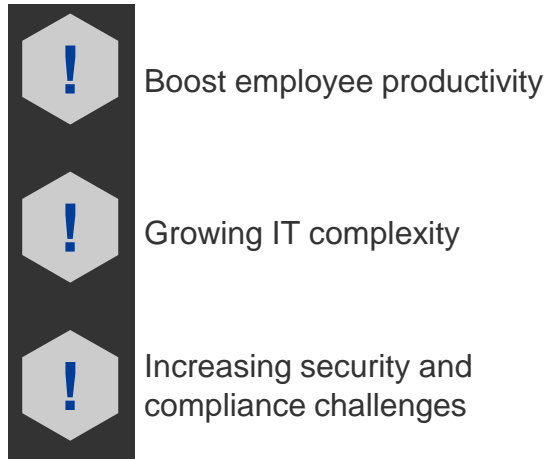 !
Boost employee productivity
!
Growing IT complexity
!
Increasing security and
compliance challenges